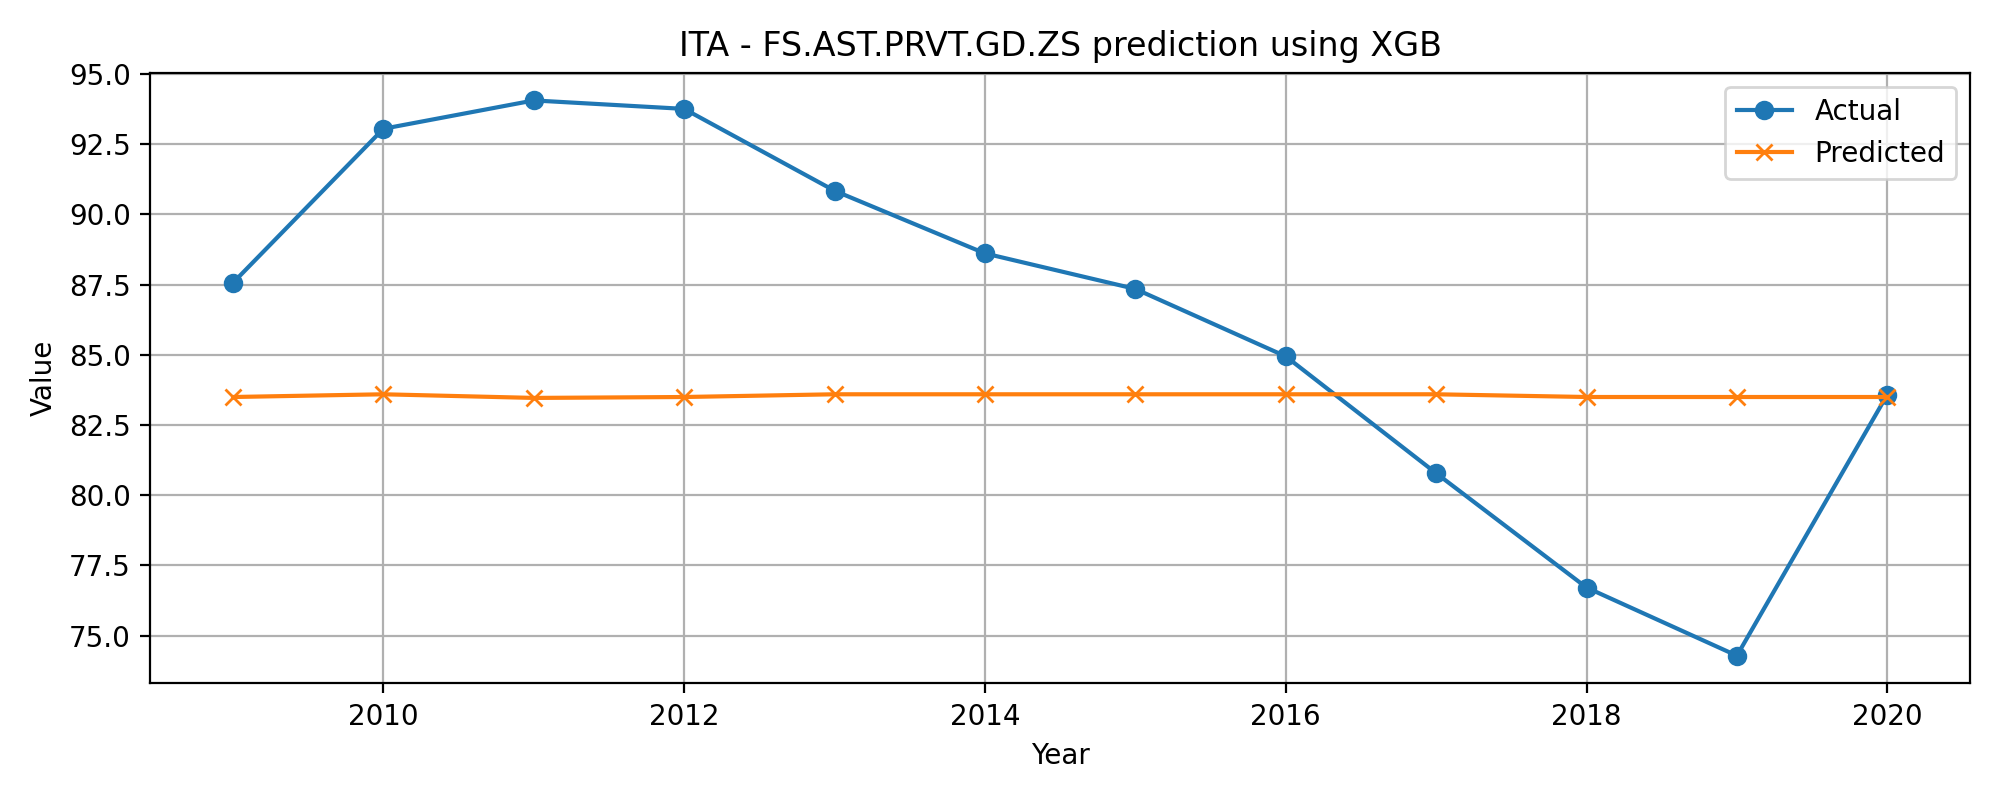 ITA - FS.AST.PRVT.GD.ZS prediction using XGB
95.0
92.5
90.0
87.5
85.0
82.5
80.0
77.5
75.0
Value
Actual
Predicted
2010 2012 2014 2016 2018 2020
Year